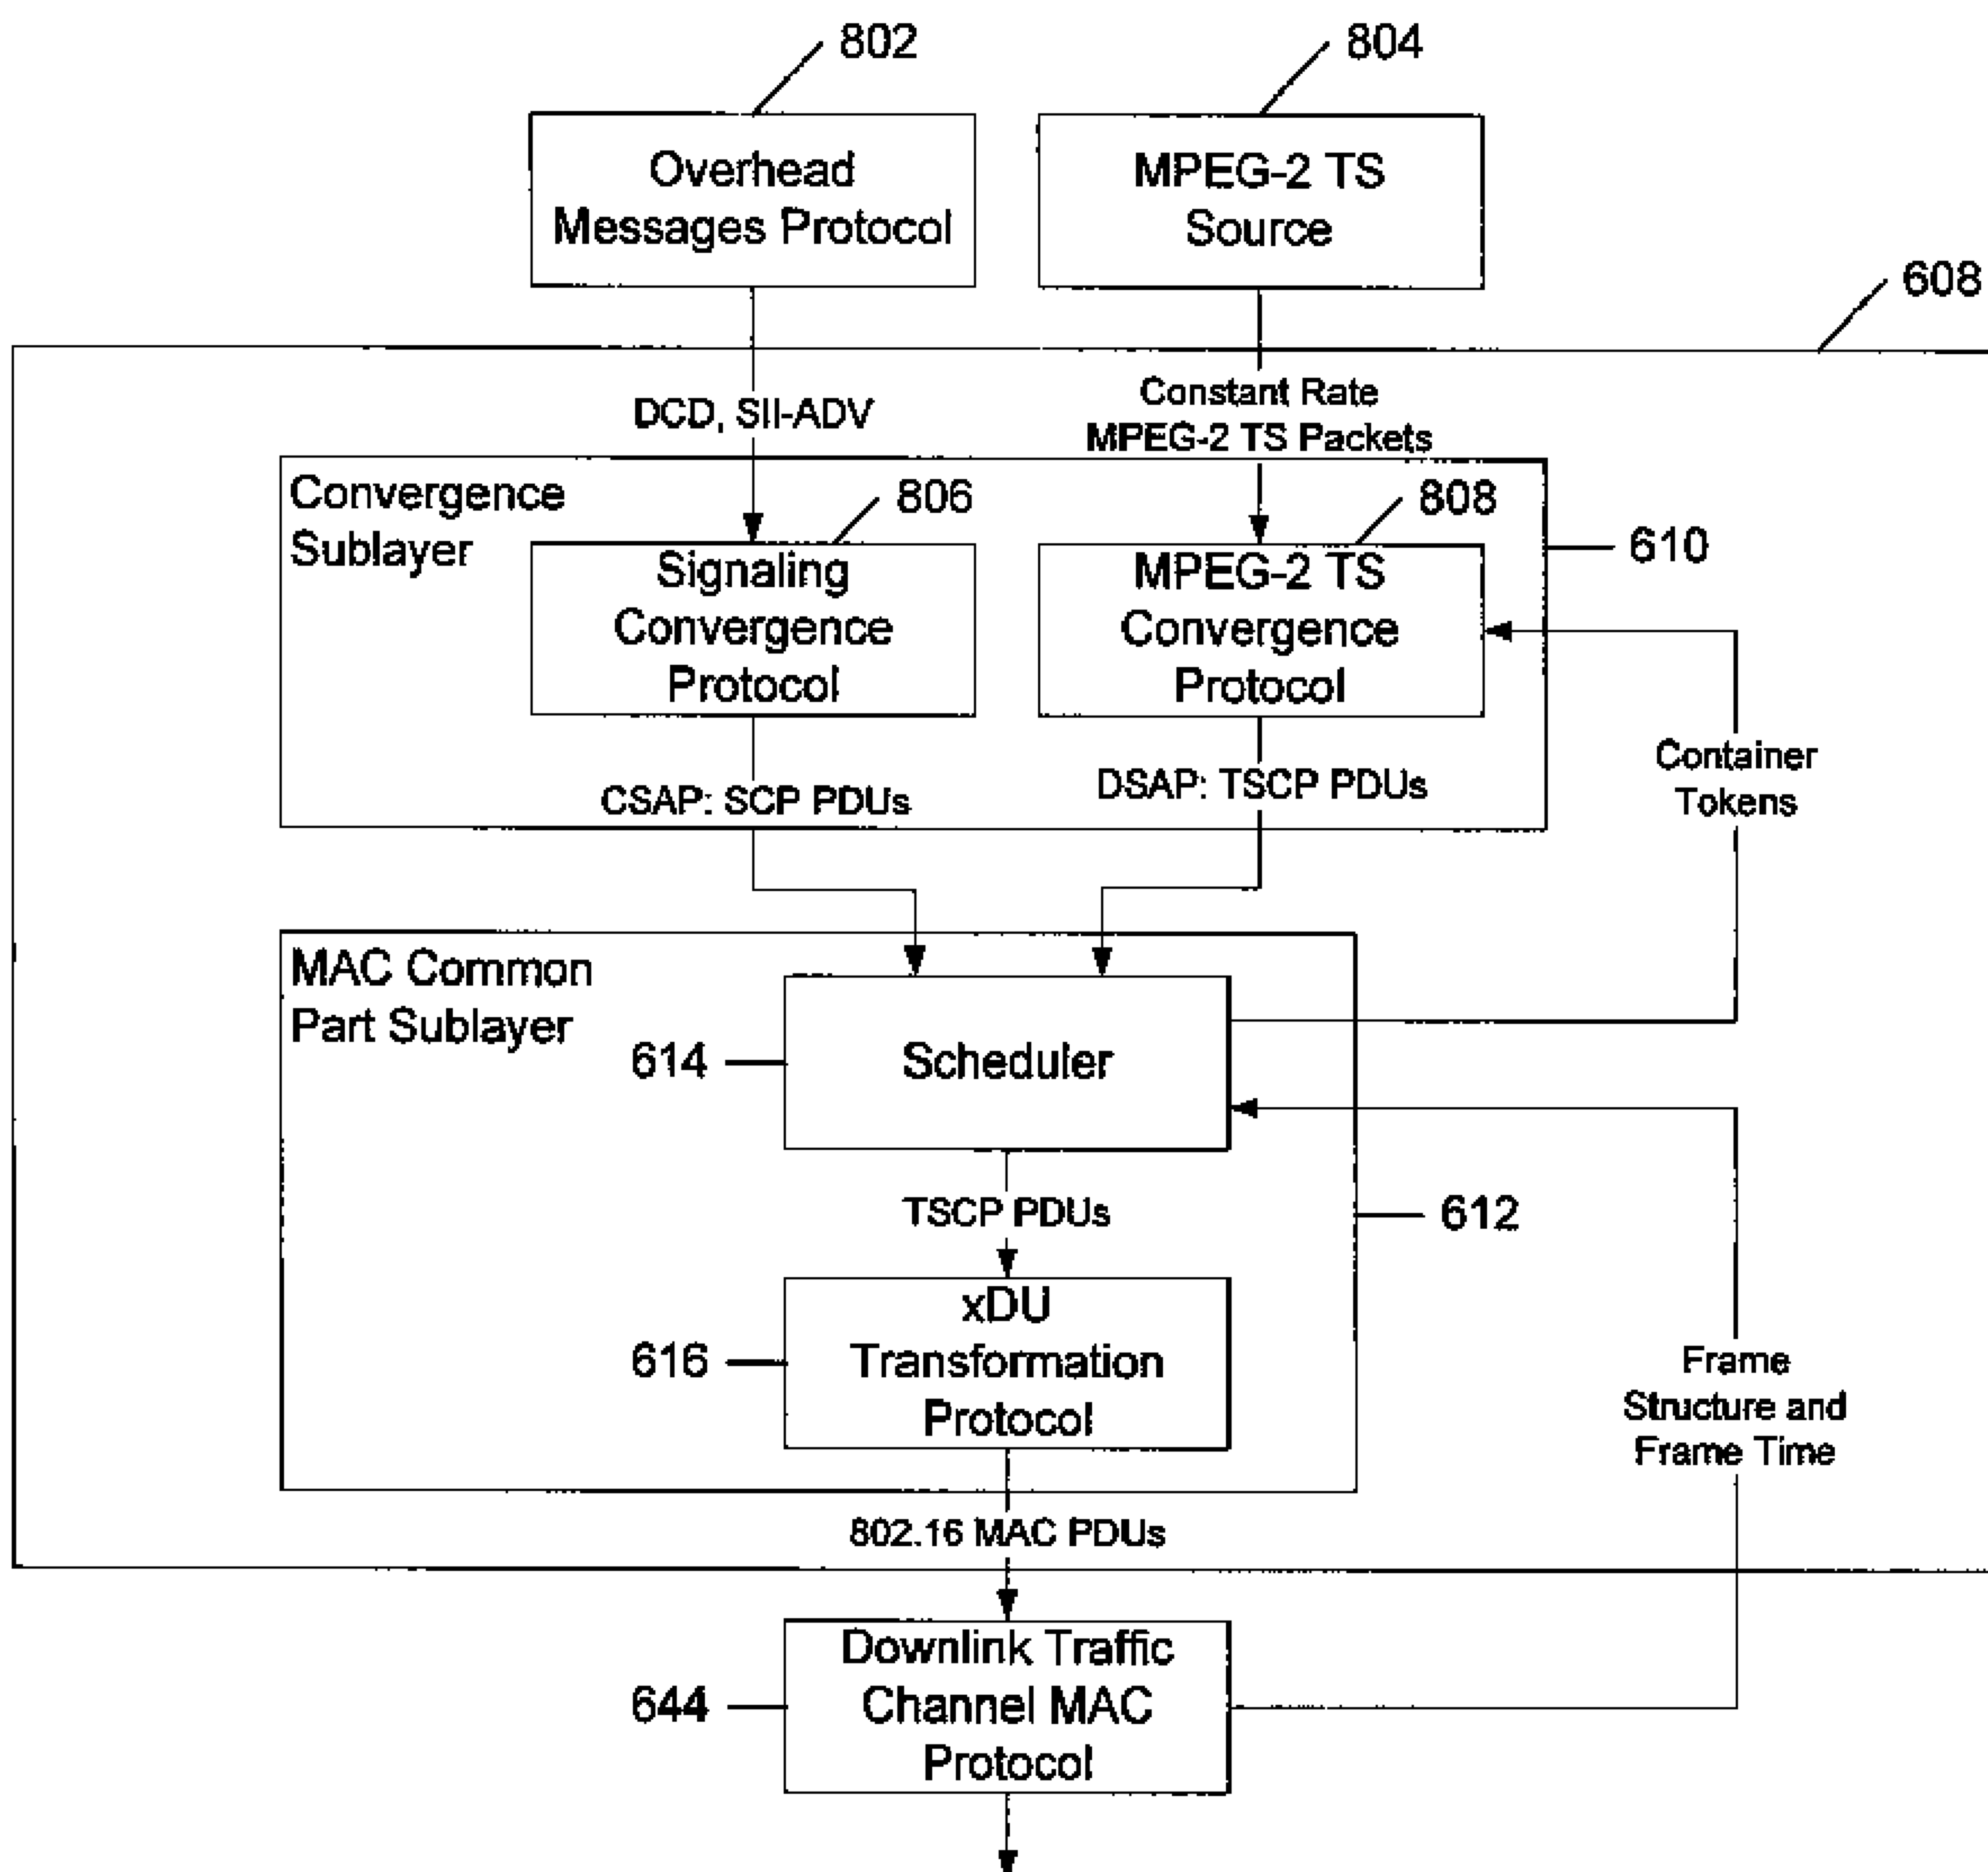 802
804
Overhead
Messages Protocol
MPEG-2 TS
Source
608
DCD, SII-ADV
Constant Rate
MPEG-2 TS Packets
Convergence
Sublayer
806
808
610
Signaling
Convergence
Protocol
MPEG-2 TS
Convergence
Protocol
Container
Tokens
CSAP: SCP PDUs
DSAP: TSCP PDUs
MAC Common
Part Sublayer
614
Scheduler
TSCP PDUs
612
616
xDU
Transformation
Protocol
Frame
Structure and
Frame Time
802.16 MAC PDUs
644
Downlink Traffic
Channel MAC
Protocol